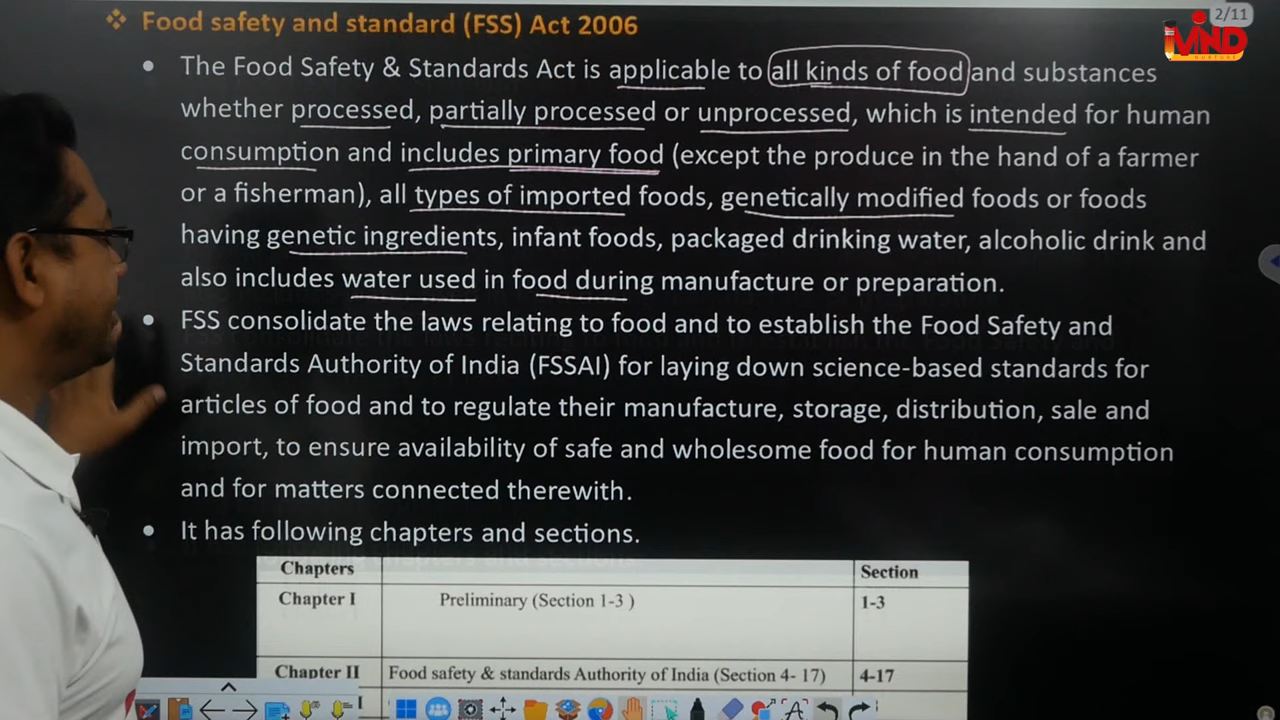 Food safety and standard (FSS) Act 2006
2/11
MIND
NURTURE
The Food Safety & Standards Act is applicable to all kinds of food and substances
whether processed, partially processed or unprocessed, which is intended for human
consumption and includes primary food (except the produce in the hand of a farmer
or a fisherman), all types of imported foods, genetically modified foods or foods
having genetic ingredients, infant foods, packaged drinking water, alcoholic drink and
also includes water used in food during manufacture or preparation.
FSS consolidate the laws relating to food and to establish the Food Safety and
Standards Authority of India (FSSAI) for laying down science-based standards for
articles of food and to regulate their manufacture, storage, distribution, sale and
import, to ensure availability of safe and wholesome food for human consumption
and for matters connected therewith.
It has following chapters and sections.
Chapters Section
Chapter I Preliminary (Section 1-3 ) 1-3
Chapter II Food safety & standards Authority of India (Section 4- 17) 4-17